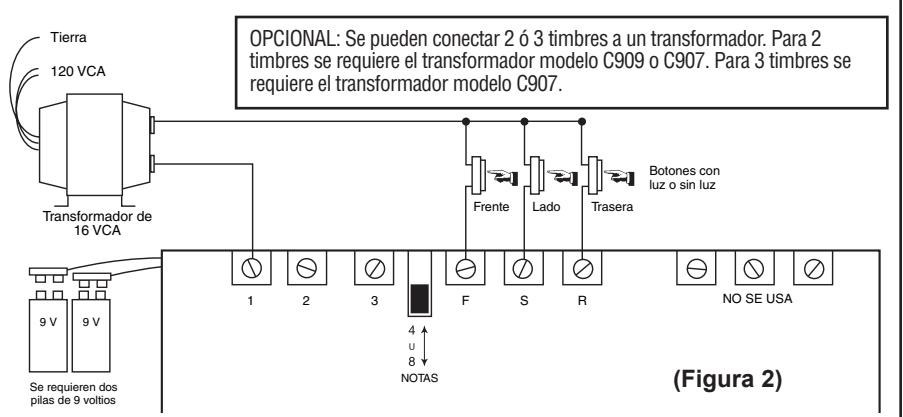 Tierra
120 VCA
OPCIONAL: Se pueden conectar 2 ó 3 timbres a un transformador. Para 2
timbres se requiere el transformador modelo C909 o C907. Para 3 timbres se
requiere el transformador modelo C907.
Botones con
luz o sin luz
Frente
Lado
Trasera
Transformador de
16 VCA
1
2
3
F
S
R
NO SE USA
9 V
9 V
4
U
8
NOTAS
Se requieren dos
pilas de 9 voltios
(Figura 2)